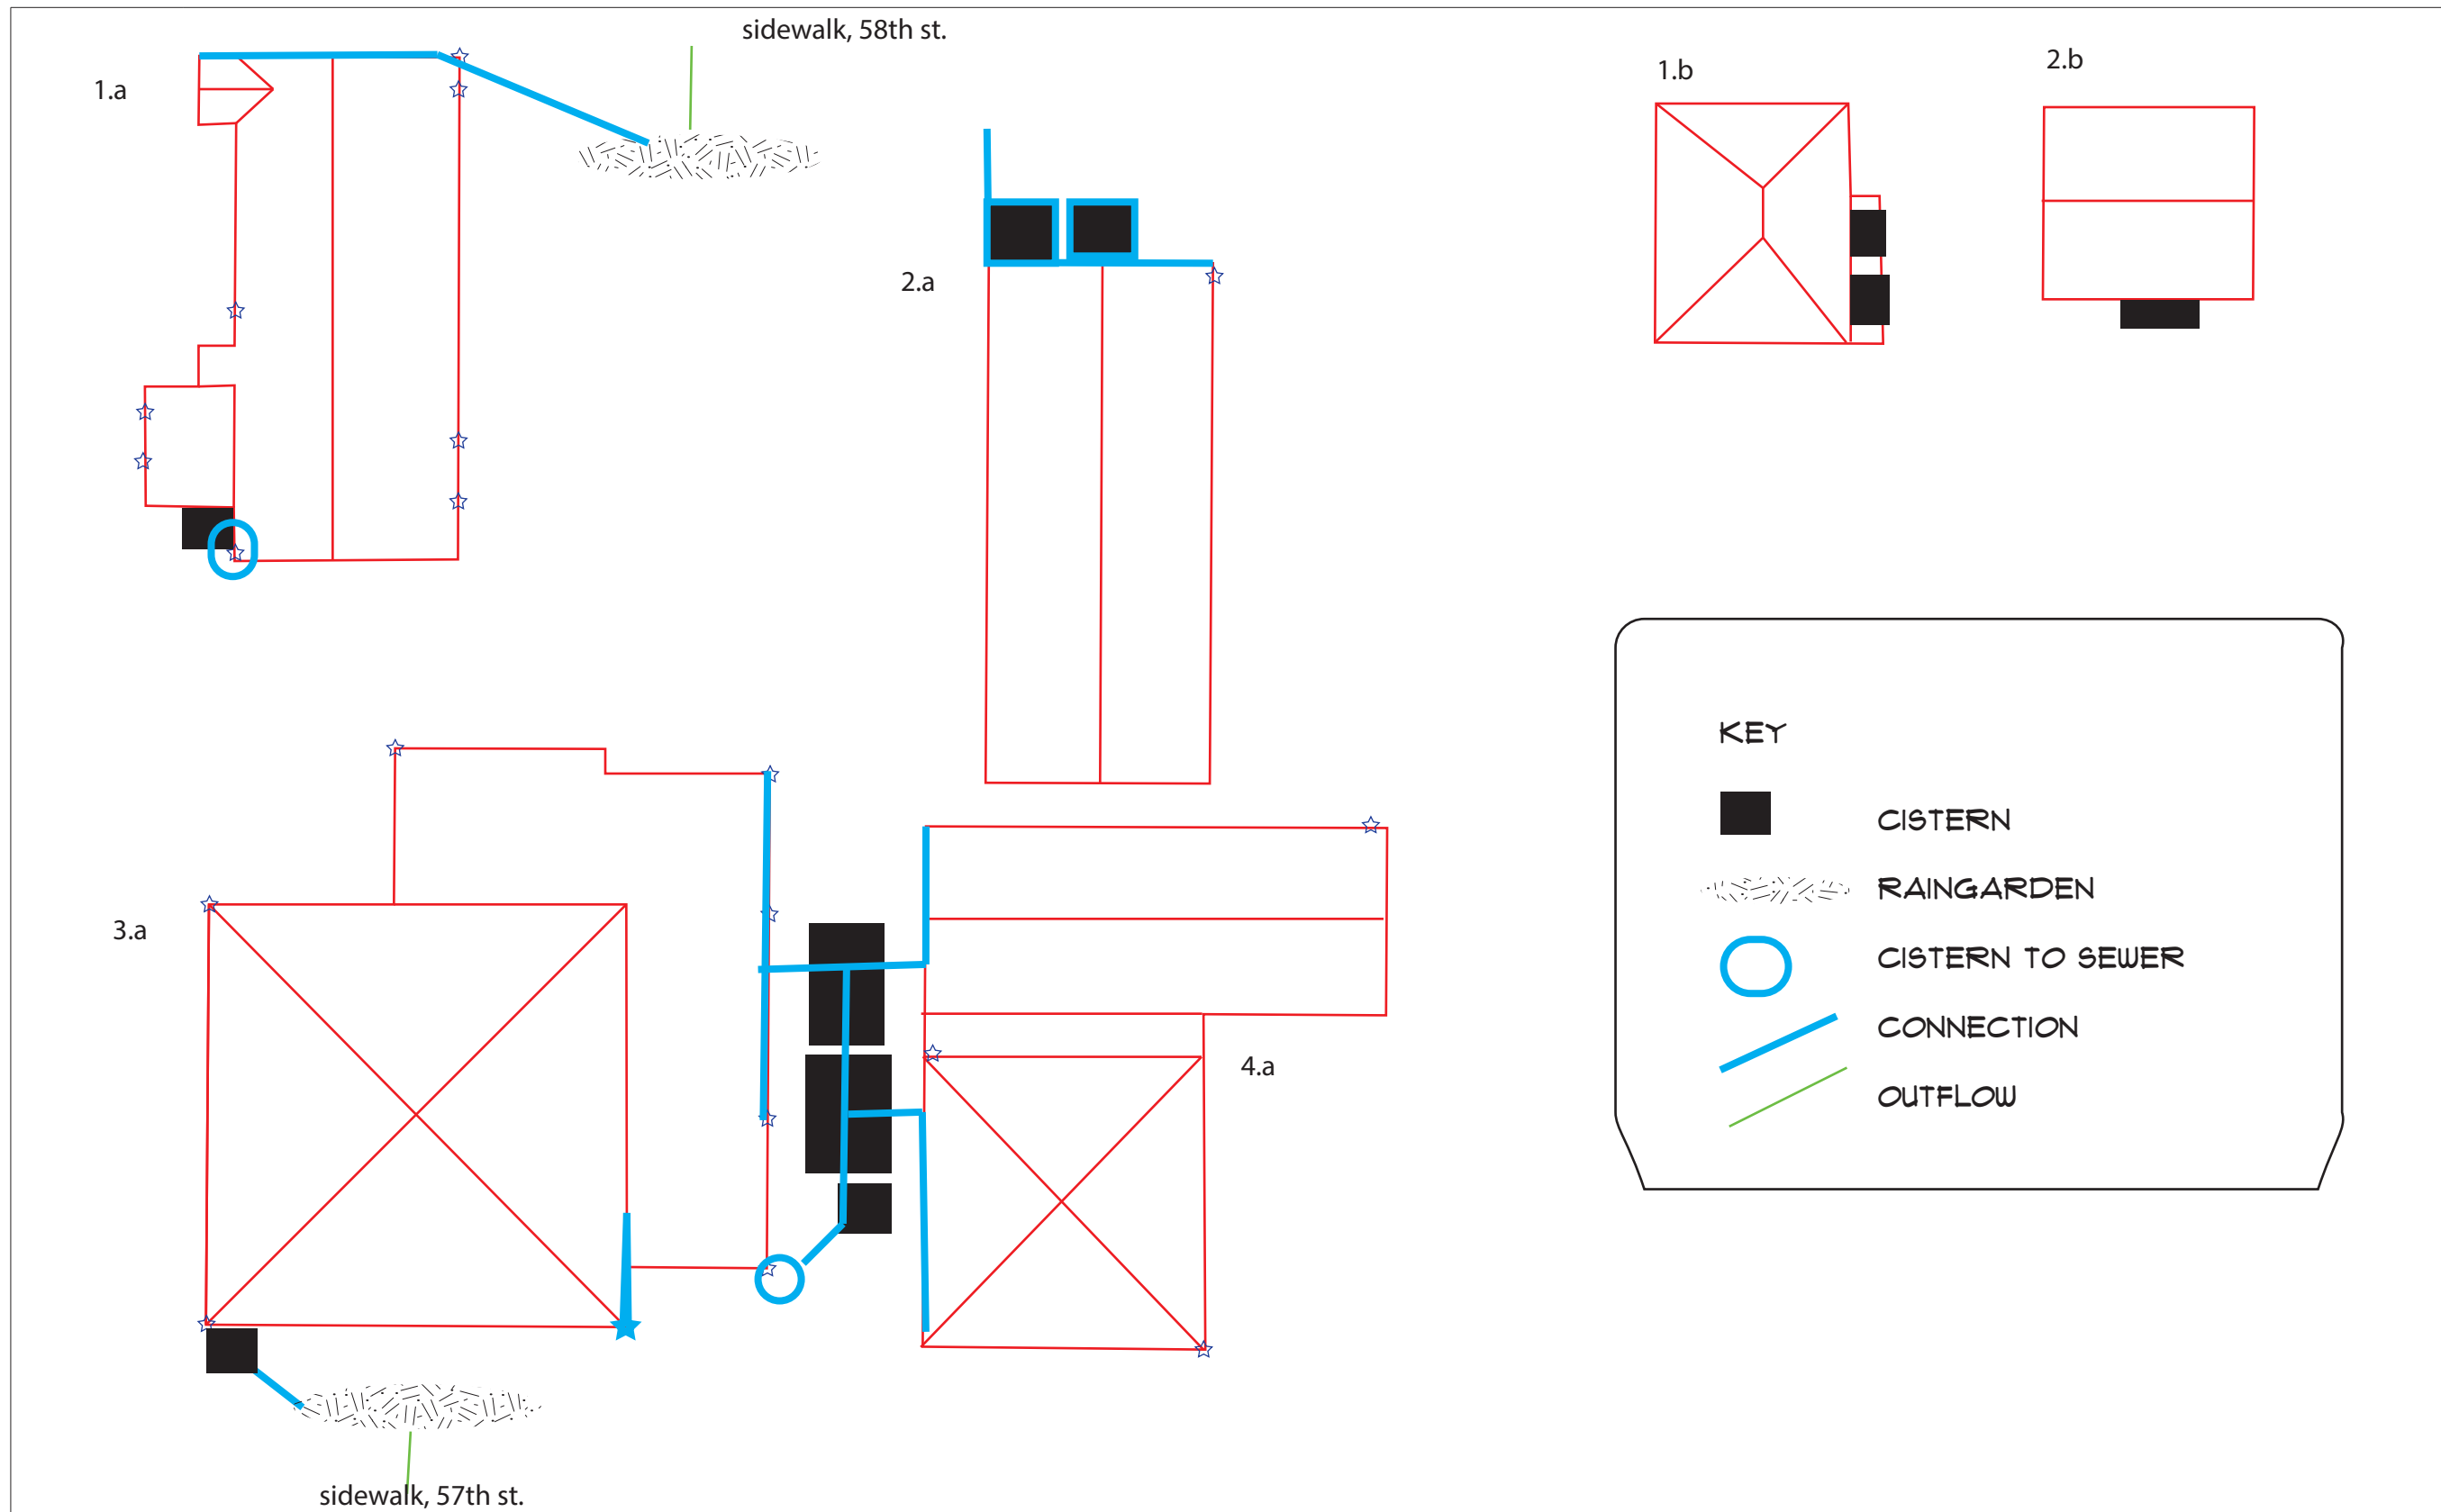 sidewalk, 58th st.
1.a
1.b
2.b
2.a
3.a
4.a
KEY
CISTERN
RAINGARDEN
CISTERN TO SEWER
CONNECTION
OUTFLOW
sidewalk, 57th st.